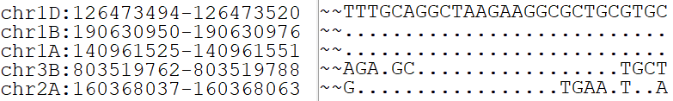 chr1D:126473494-126473520 ~~TTTGCAGGCTAAGAAGGCGCTGCGTGC
chr1B:190630950-190630976 ~~...........................
chr1A:140961525-140961551 ~~...........................
chr3B:803519762-803519788 ~~AGA.GC.................TGCT
chr2A:160368037-160368063 ~~G.................TGAA.T..A